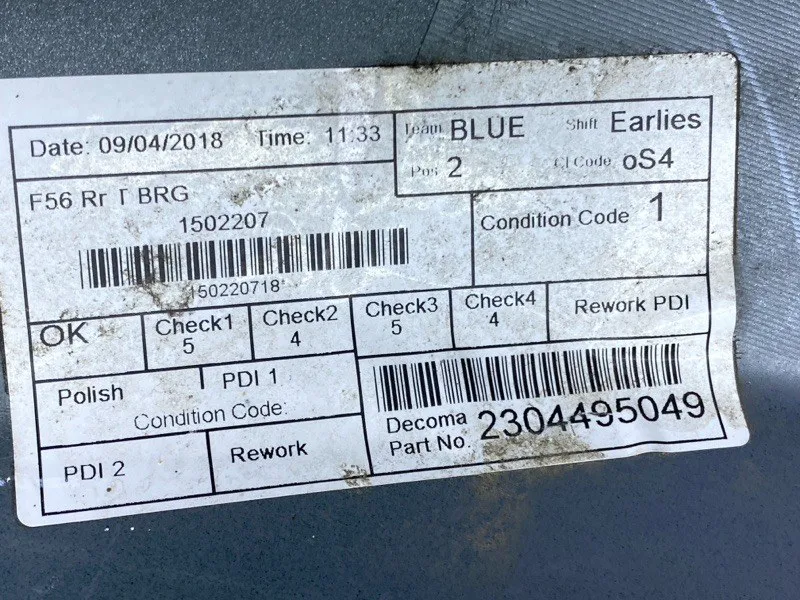 Date: 09/04/2018 Time: 11:33
Team BLUE Shift Earlies
Pos 2 CI Code oS4
F56 Rr T BRG
1502207
150220718*
Condition Code 1
OK
Check1
5
Check2
4
Check3
5
Check4
4
Rework PDI
Polish
PDI 1
Condition Code:
Decoma
Part No.
2304495049
PDI 2
Rework